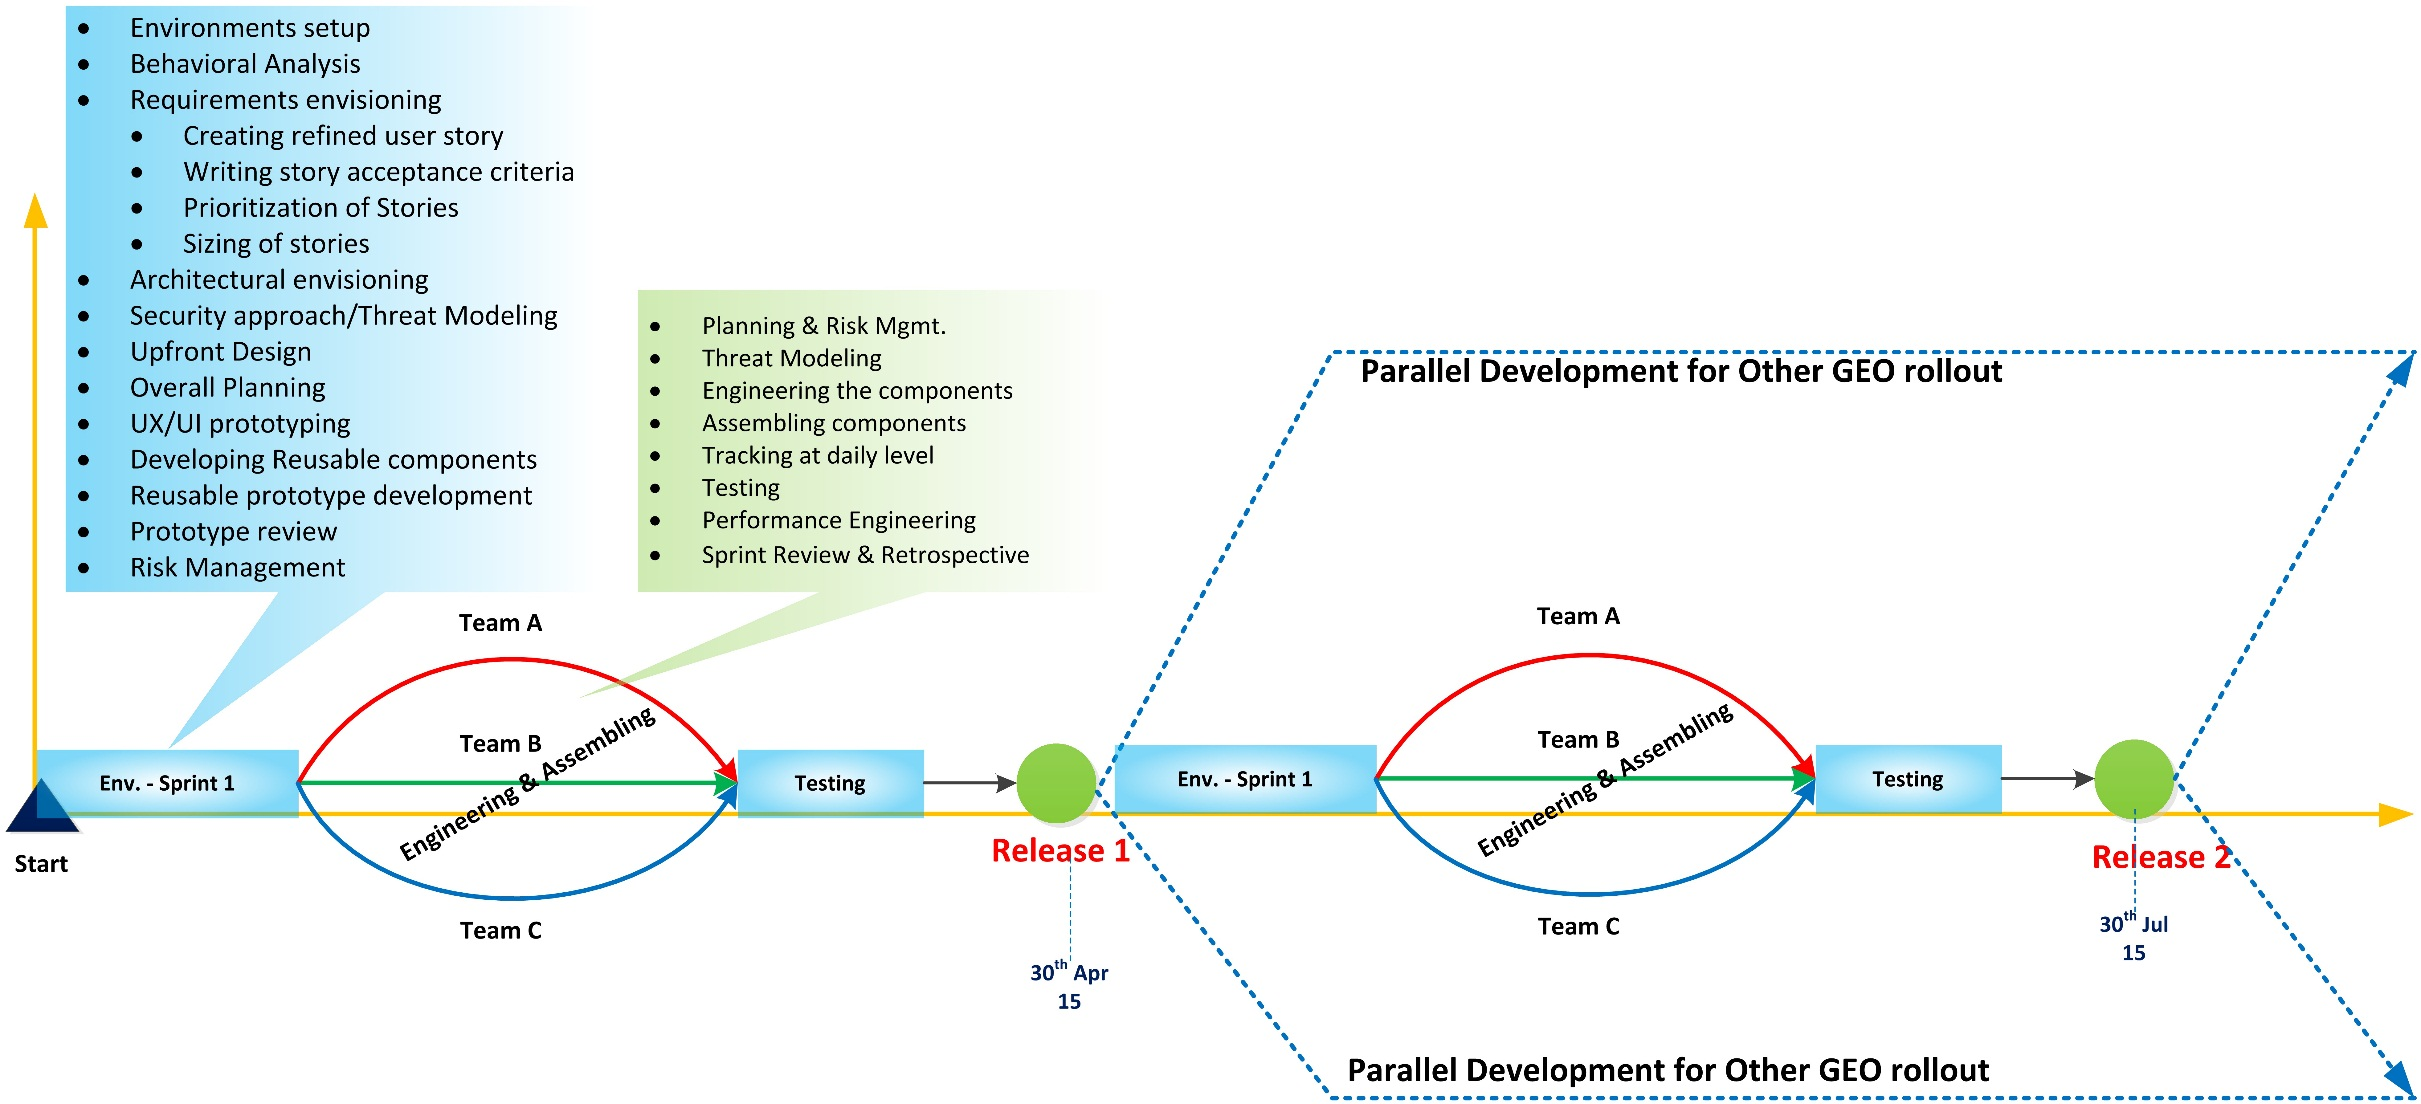 • Environments setup
• Behavioral Analysis
• Requirements envisioning
• Creating refined user story
• Writing story acceptance criteria
• Prioritization of Stories
• Sizing of stories
• Architectural envisioning
• Security approach/Threat Modeling
• Upfront Design
• Overall Planning
• UX/UI prototyping
• Developing Reusable components
• Reusable prototype development
• Prototype review
• Risk Management
• Planning & Risk Mgmt.
• Threat Modeling
• Engineering the components
• Assembling components
• Tracking at daily level
• Testing
• Performance Engineering
• Sprint Review & Retrospective
Parallel Development for Other GEO rollout
Team A
Team B
Engineering & Assembling
Team C
Env. - Sprint 1
Testing
Start
Release 1
30th Apr
15
Team A
Team B
Engineering & Assembling
Team C
Env. - Sprint 1
Testing
Release 2
30th Jul
15
Parallel Development for Other GEO rollout